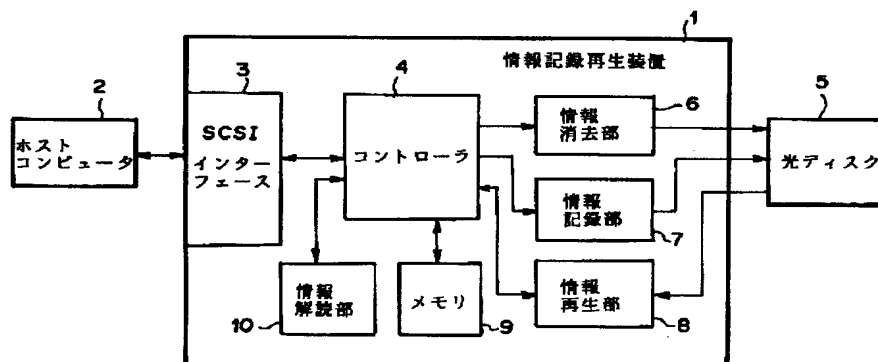 1
情報記録再生装置
2
ホスト
コンピュータ
3
SCSI
インター
フェース
4
コントローラ
6
情報
消去部
5
光ディスク
情報
記録部
7
情報
解読部
10
メモリ
9
情報
再生部
8